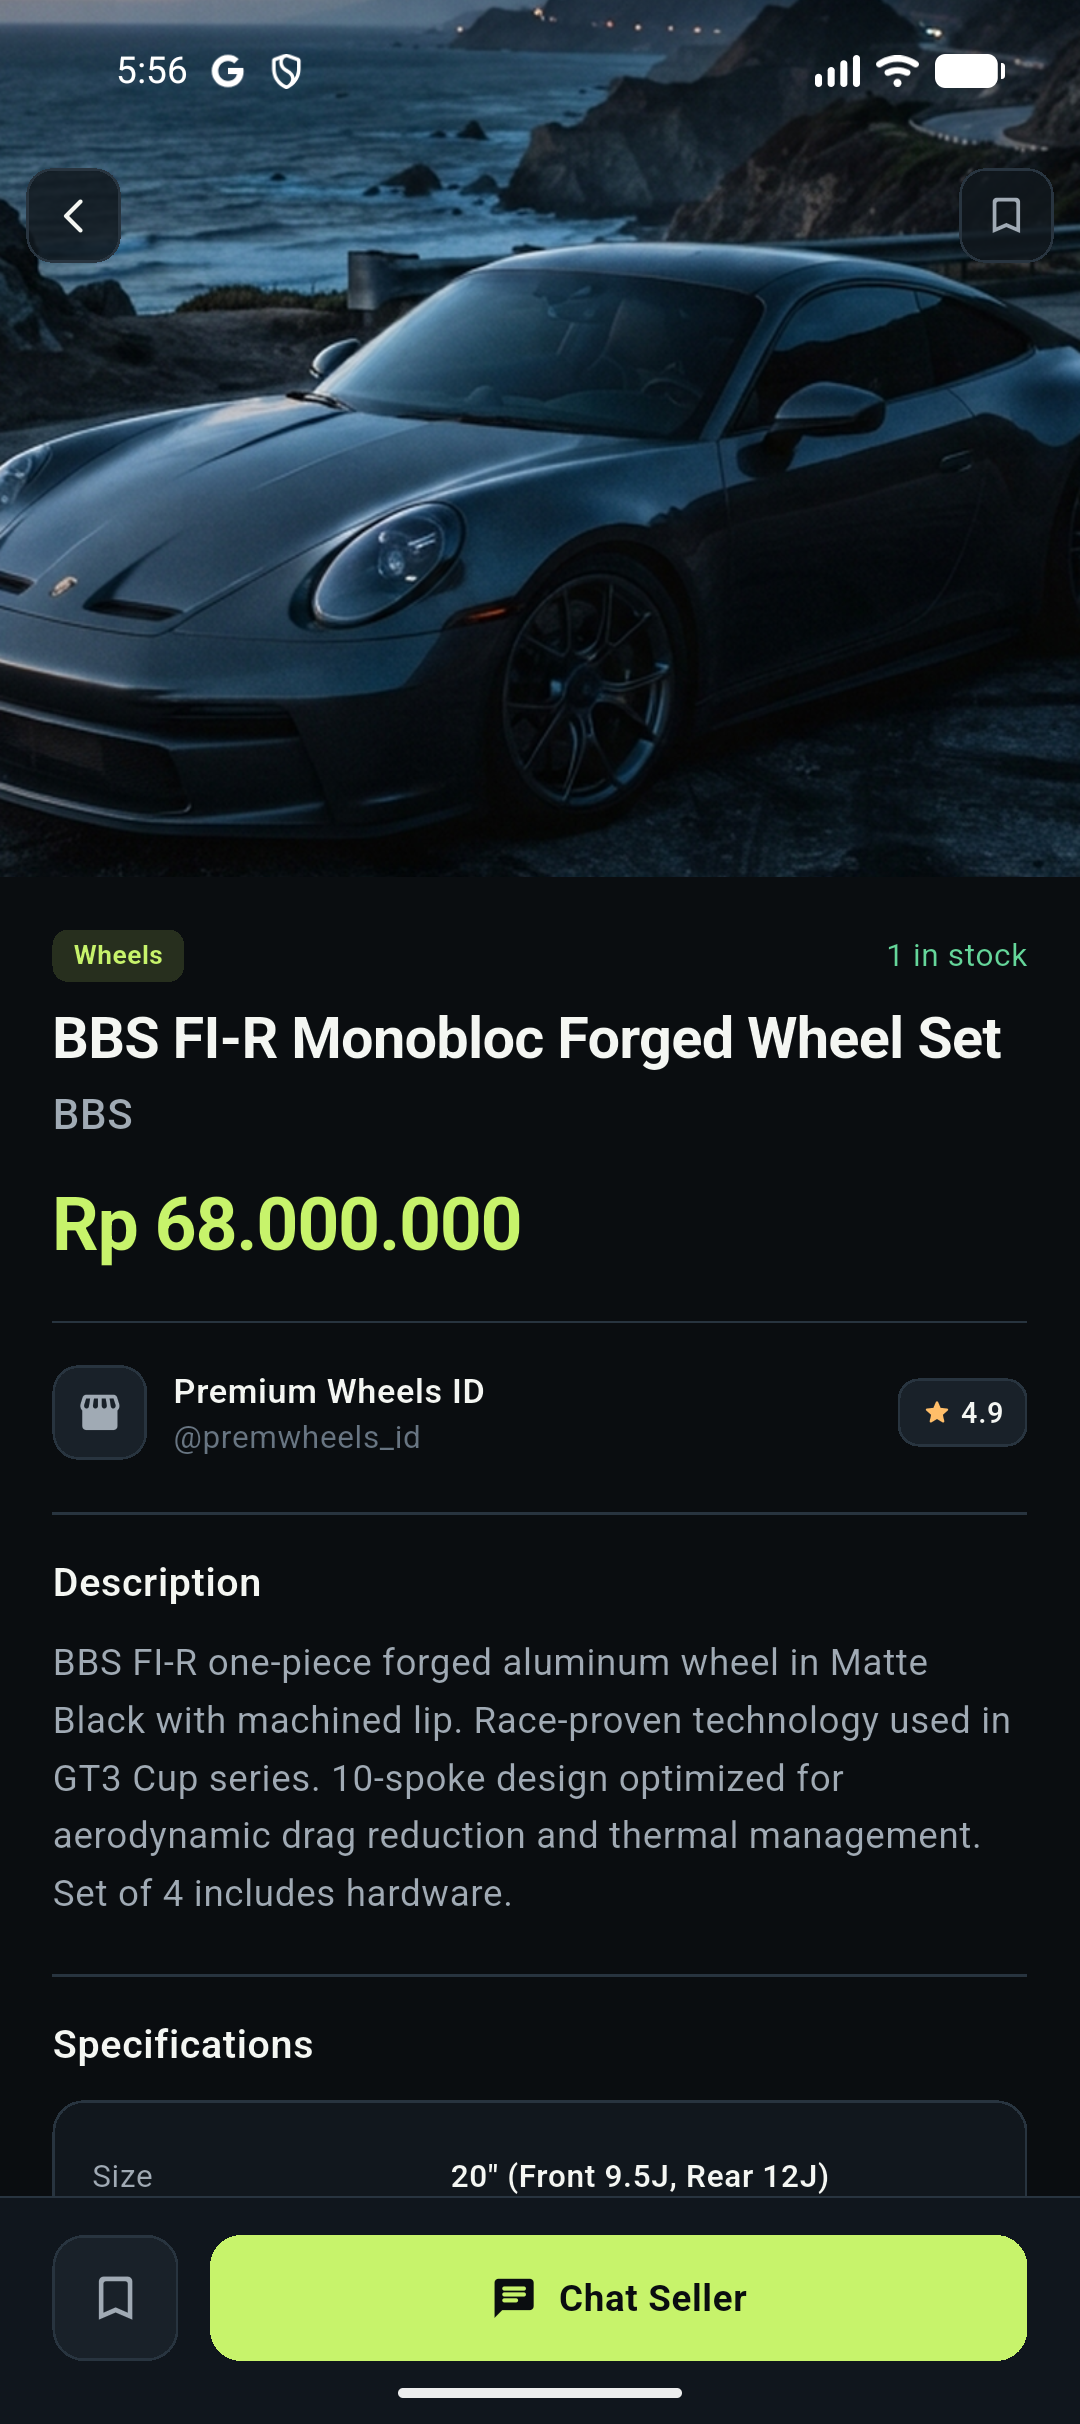 5:56
Wheels
1 in stock
BBS FI-R Monobloc Forged Wheel Set
BBS
Rp 68.000.000
Premium Wheels ID
@premwheels_id
4.9
Description
BBS FI-R one-piece forged aluminum wheel in Matte
Black with machined lip. Race-proven technology used in
GT3 Cup series. 10-spoke design optimized for
aerodynamic drag reduction and thermal management.
Set of 4 includes hardware.
Specifications
Size
20" (Front 9.5J, Rear 12J)
Chat Seller